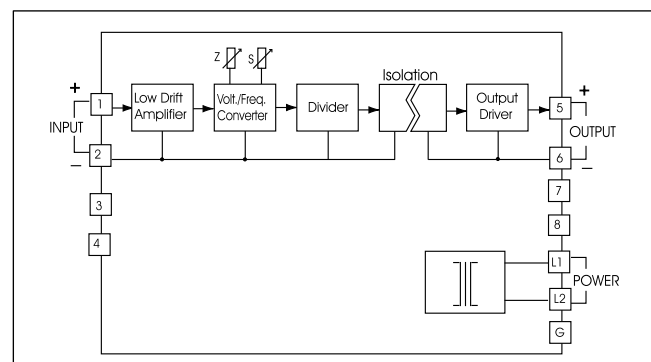 Z
S
Isolation
+
1
INPUT
Low Drift
Amplifier
Volt./Freq.
Converter
Divider
Output
Driver
5
+
OUTPUT
2
–
6
–
3
7
4
8
L1
POWER
L2
G